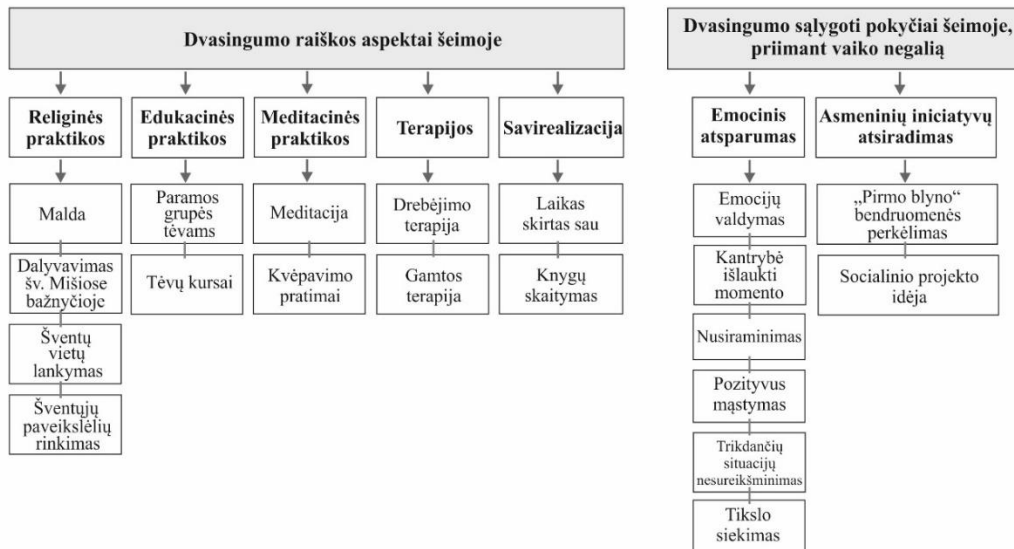 Dvasingumo raiškos aspektai šeimoje
Religinės
praktikos
Malda
Dalyvavimas
šv. Mišiose
bažnyčioje
Šventų
vietų
lankymas
Šventųjų
paveikslėlių
rinkimas
Edukacinės
praktikos
Paramos
grupės
tėvams
Tėvų kursai
Meditacinės
praktikos
Meditacija
Kvėpavimo
pratimai
Terapijos
Drebėjimo
terapija
Gamtos
terapija
Savirealizacija
Laikas
skirtas sau
Knygų
skaitymas
Dvasingumo sąlygoti pokyčiai šeimoje,
priimant vaiko negalią
Emocinis
atsparumas
Emocijų
valdymas
Kantrybė
išlaukti
momento
Nusiraminimas
Pozityvus
mąstymas
Trikdančių
situacijų
nesureikšminimas
Tikslo
siekimas
Asmeninių iniciatyvų
atsiradimas
„Pirmo blyno“
bendruomenės
perkėlimas
Socialinio projekto
idėja